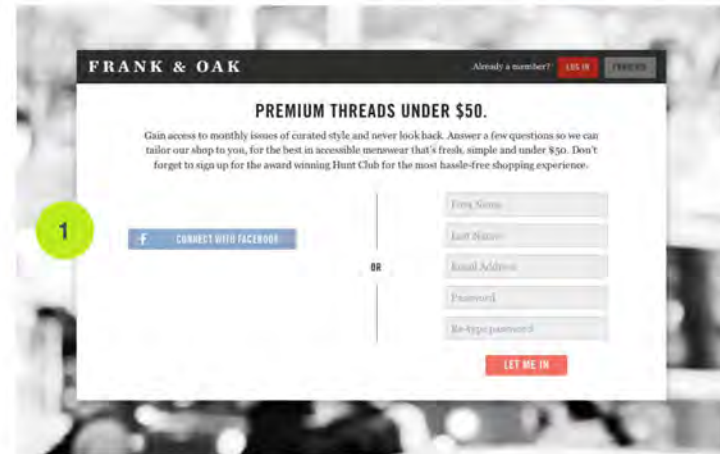 FRANK & OAK
Already a member? LOG IN
PREMIUM THREADS UNDER $50.
Gain access to monthly issues of curated style and never look back. Answer a few questions so we can
tailor our shop to you, for the best in accessible menswear that's fresh, simple and under $50. Don't
forget to sign up for the award winning Hunt Club for the most hassle-free shopping experience.
1
f CONNECT WITH FACEBOOK
OR
First Name
Last Name
Email Address
Password
Re-type password
LET ME IN